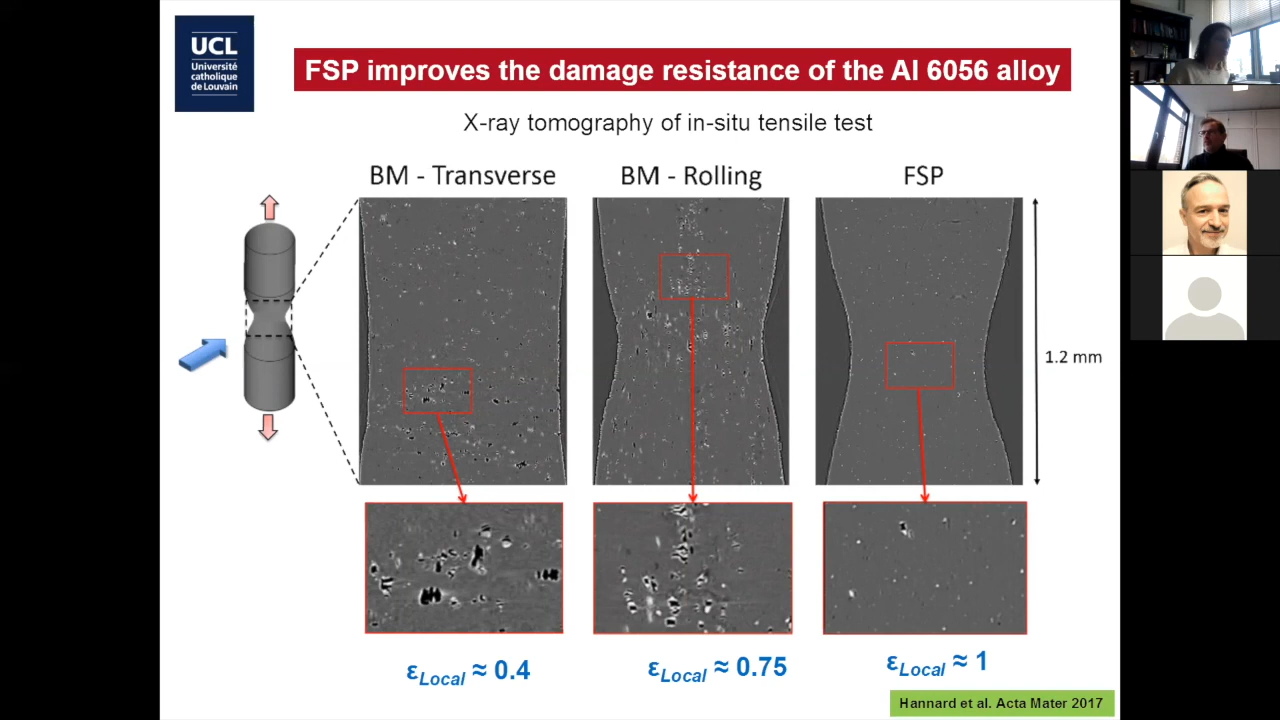 UCL
Université
catholique
de Louvain
FSP improves the damage resistance of the Al 6056 alloy
X-ray tomography of in-situ tensile test
BM - Transverse
BM - Rolling
FSP
1.2 mm
εLocal ≈ 0.4
εLocal ≈ 0.75
εLocal ≈ 1
Hannard et al. Acta Mater 2017